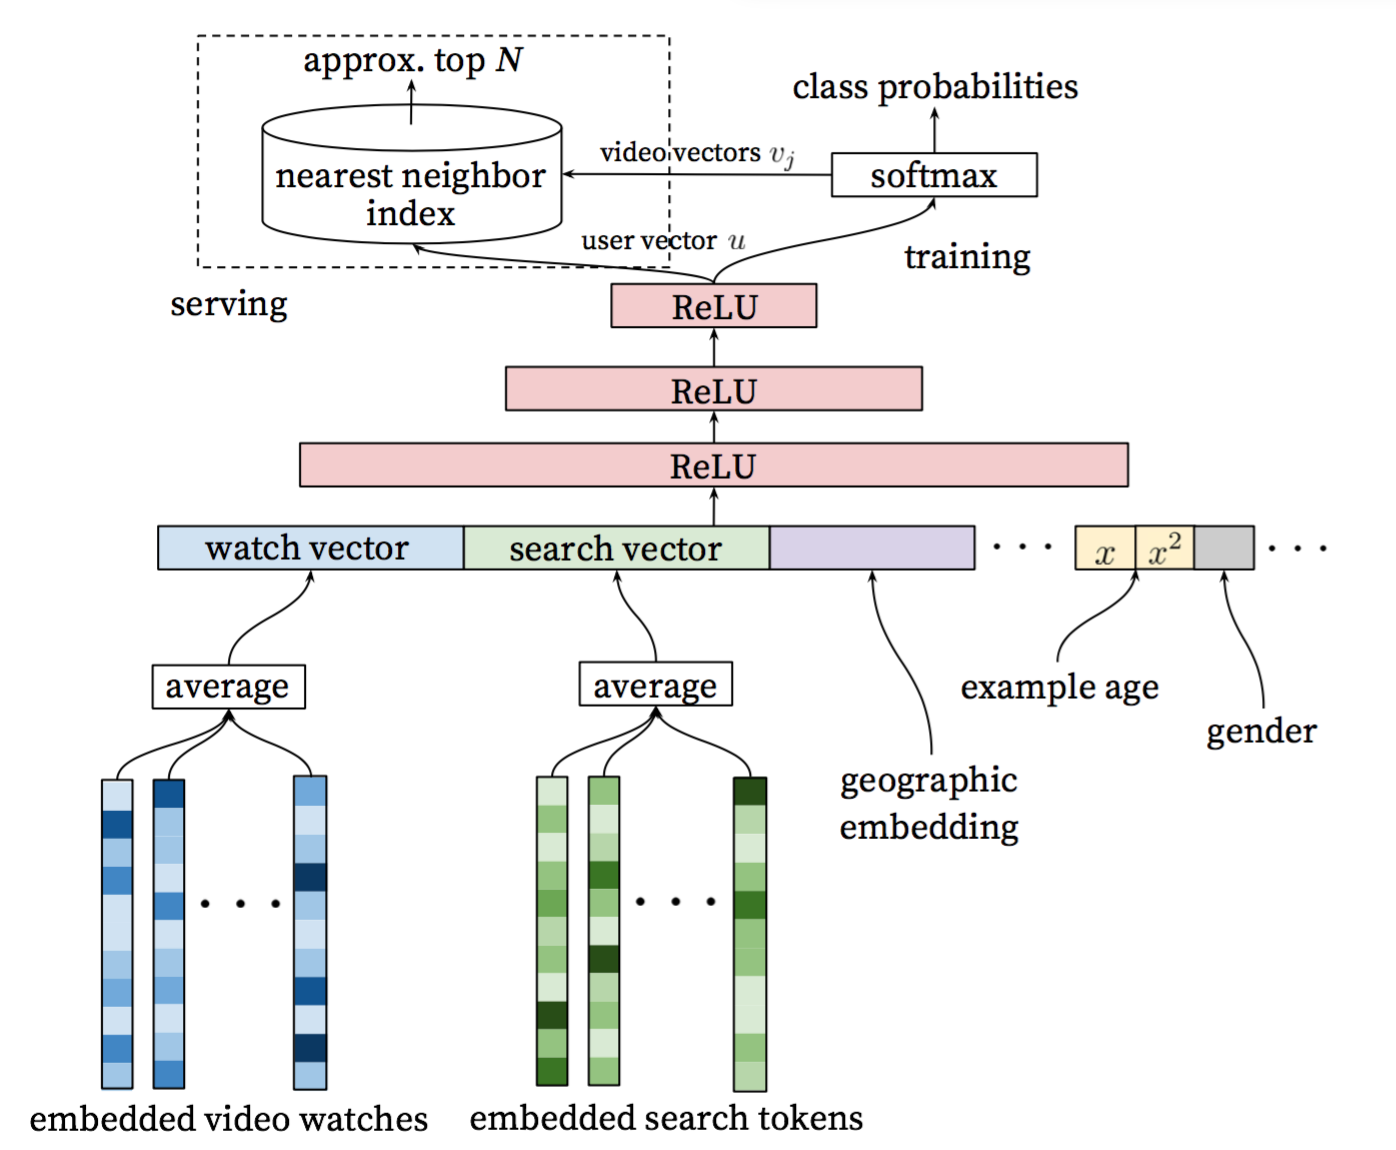 approx. top N
class probabilities
video vectors v_j
nearest neighbor
index
softmax
user vector u
training
serving
ReLU
ReLU
ReLU
watch vector
search vector
. . .
x
x²
. . .
average
average
example age
gender
geographic
embedding
. . .
. . .
embedded video watches
embedded search tokens